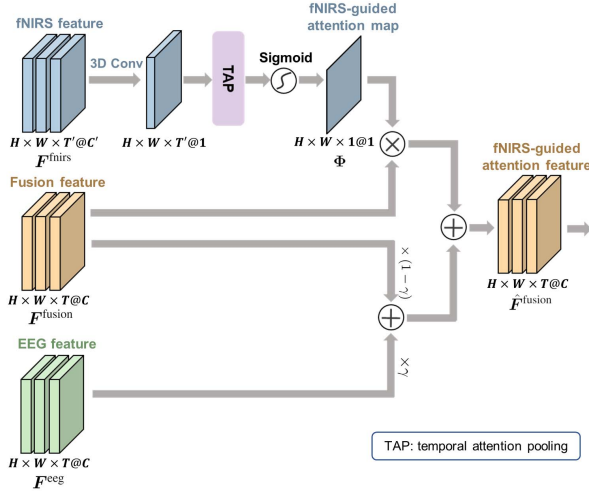 fNIRS feature
3D Conv
TAP
Sigmoid
fNIRS-guided
attention map
H × W × T′@C′
F^fnirs
H × W × T′@1
H × W × 1@1
Φ
fNIRS-guided
attention feature
Fusion feature
H × W × T@C
F^fusion
× (1 − γ)
× γ
H × W × T@C
F̂^fusion
EEG feature
H × W × T@C
F^eeg
TAP: temporal attention pooling